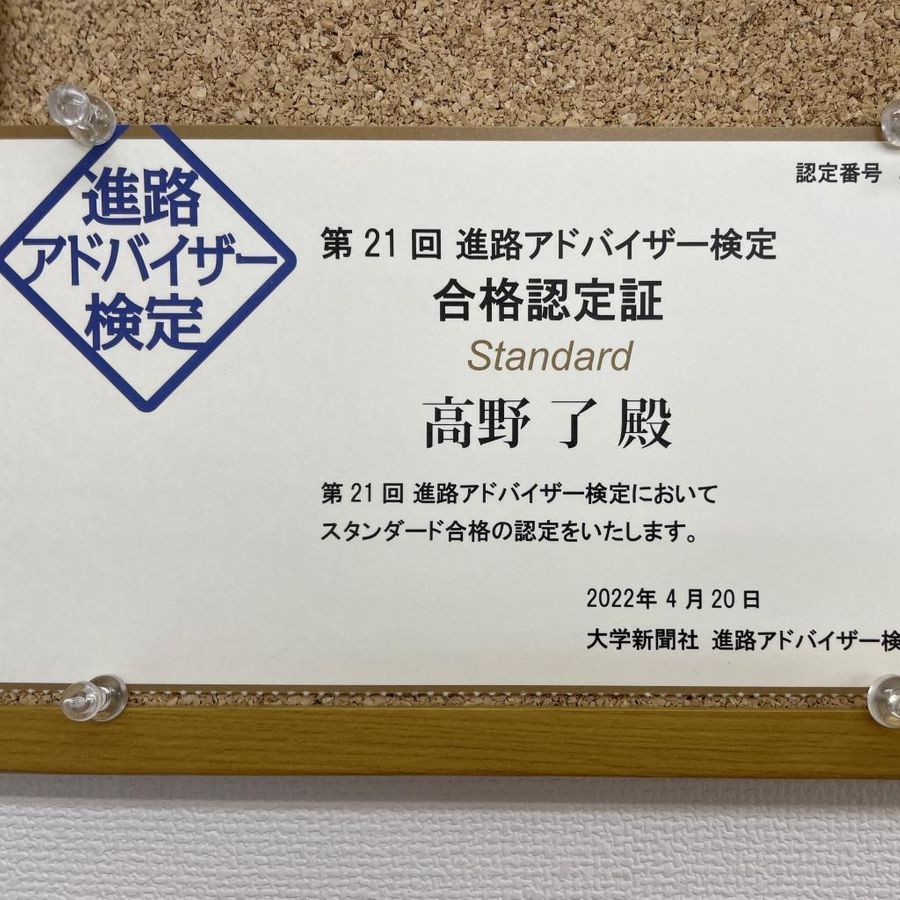 進路
アドバイザー
検定
認定番号
第 21 回 進路アドバイザー検定
合格認定証
Standard
高野 了 殿
第 21 回 進路アドバイザー検定において
スタンダード合格の認定をいたします。
2022年 4 月 20 日
大学新聞社 進路アドバイザー検